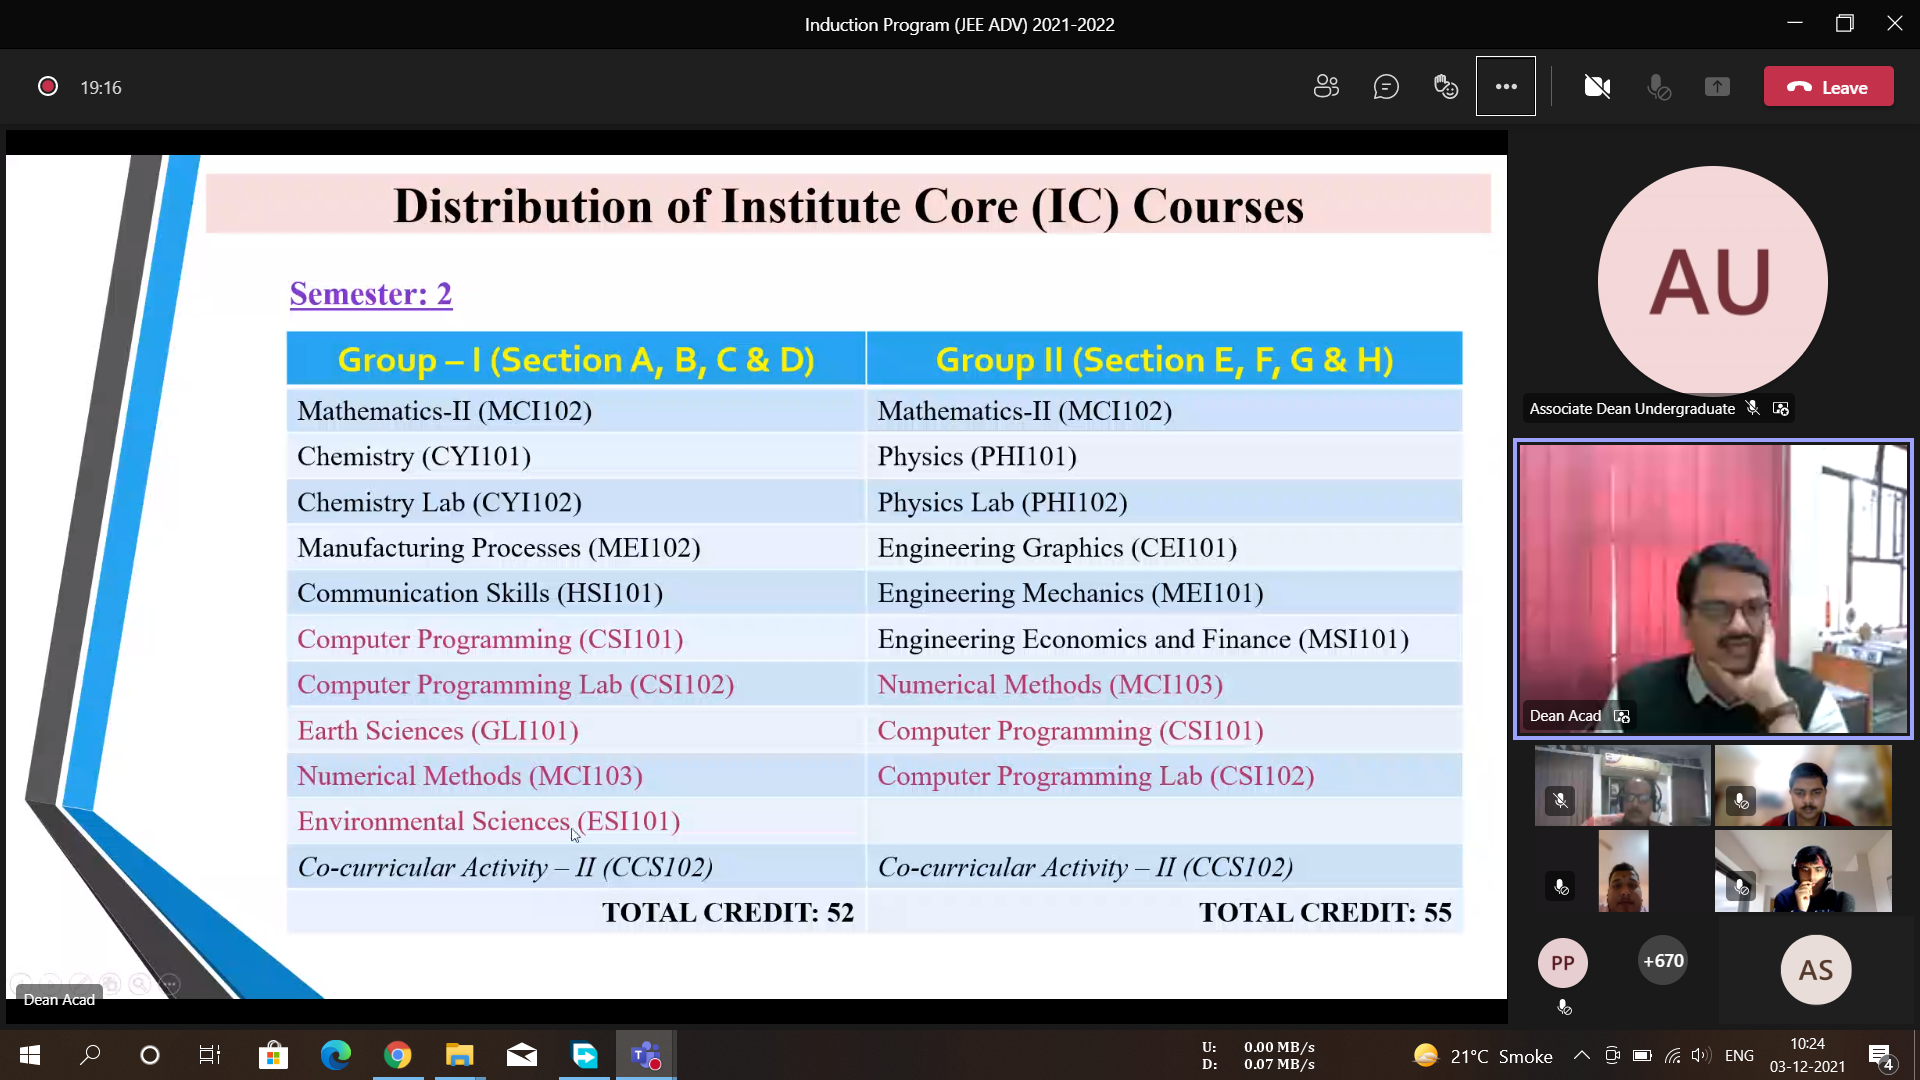 Induction Program (JEE ADV) 2021-2022
19:16
Leave
Distribution of Institute Core (IC) Courses
Semester: 2
Group – I (Section A, B, C & D)
Group II (Section E, F, G & H)
Mathematics-II (MCI102)
Mathematics-II (MCI102)
Chemistry (CYI101)
Physics (PHI101)
Chemistry Lab (CYI102)
Physics Lab (PHI102)
Manufacturing Processes (MEI102)
Engineering Graphics (CEI101)
Communication Skills (HSI101)
Engineering Mechanics (MEI101)
Computer Programming (CSI101)
Engineering Economics and Finance (MSI101)
Computer Programming Lab (CSI102)
Numerical Methods (MCI103)
Earth Sciences (GLI101)
Computer Programming (CSI101)
Numerical Methods (MCI103)
Computer Programming Lab (CSI102)
Environmental Sciences (ESI101)
Co-curricular Activity – II (CCS102)
Co-curricular Activity – II (CCS102)
TOTAL CREDIT: 52
TOTAL CREDIT: 55
Dean Acad
AU
Associate Dean Undergraduate
Dean Acad
PP
+670
AS
U: 0.00 MB/s
D: 0.07 MB/s
21°C Smoke
ENG
10:24
03-12-2021
4